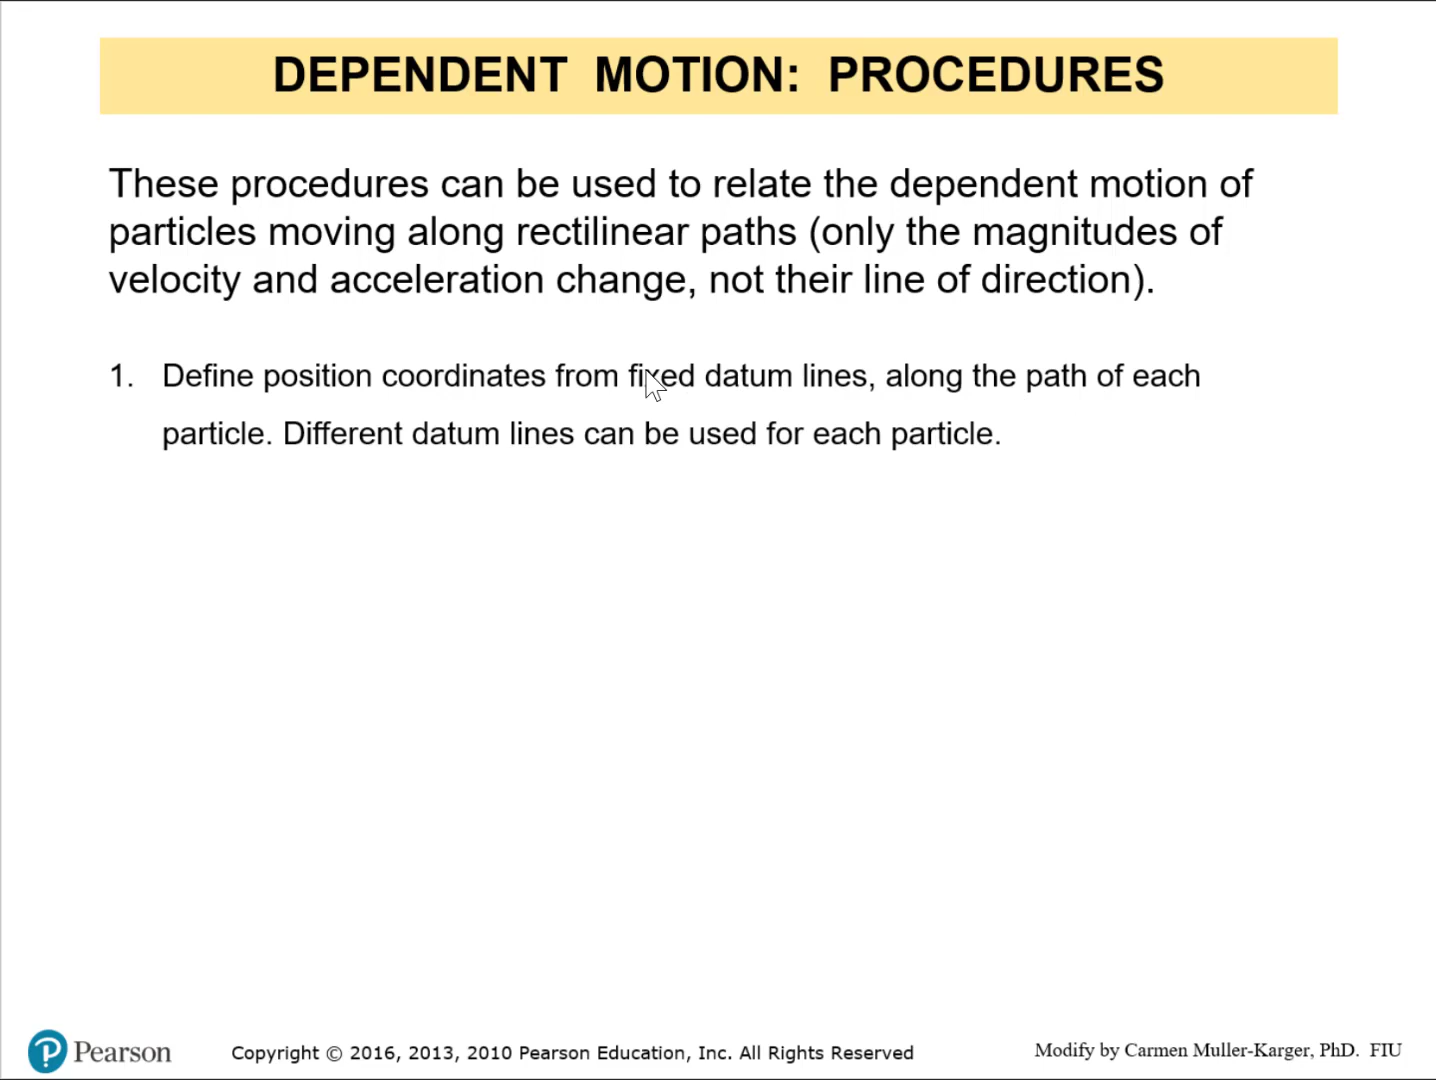 DEPENDENT MOTION: PROCEDURES
These procedures can be used to relate the dependent motion of
particles moving along rectilinear paths (only the magnitudes of
velocity and acceleration change, not their line of direction).
1. Define position coordinates from fixed datum lines, along the path of each
particle. Different datum lines can be used for each particle.
Pearson
Copyright © 2016, 2013, 2010 Pearson Education, Inc. All Rights Reserved
Modify by Carmen Muller-Karger, PhD. FIU